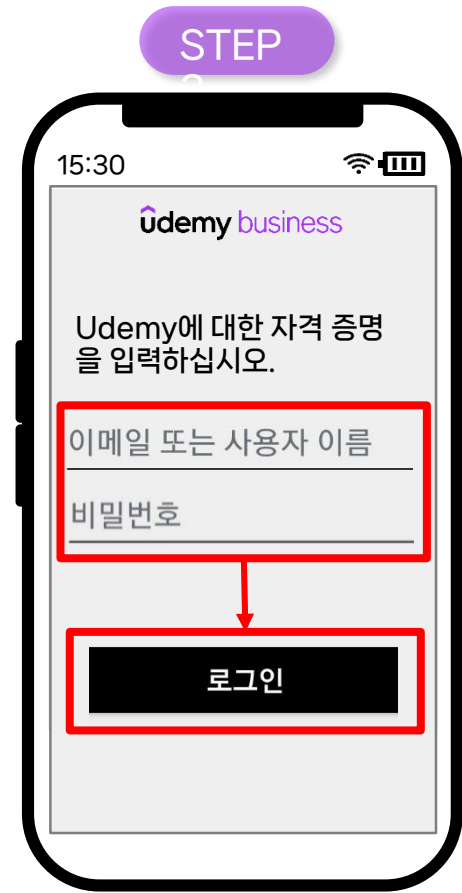 STEP
15:30
ûdemy business
Udemy에 대한 자격 증명
을 입력하십시오.
이메일 또는 사용자 이름
비밀번호
로그인